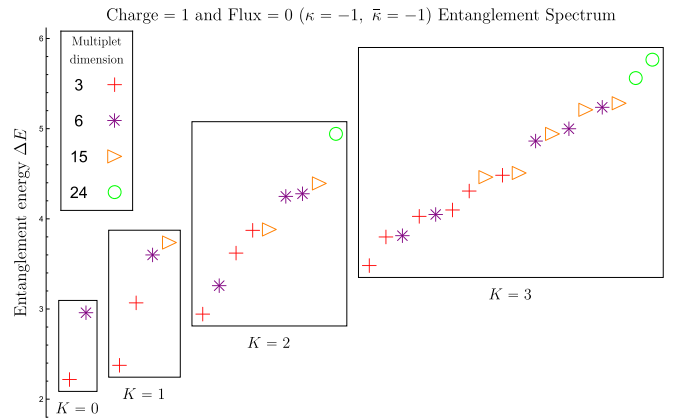 Charge = 1 and Flux = 0 (κ = −1, κ̄ = −1) Entanglement Spectrum
Entanglement energy ΔE
6
5
4
3
2
Multiplet
dimension
3
6
15
24
K = 0
K = 1
K = 2
K = 3